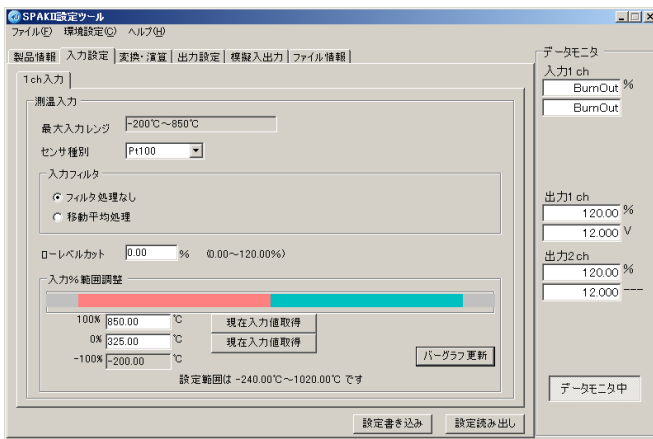 SPAKII設定ツール
ファイル(F) 環境設定(C) ヘルプ(H)
製品情報 入力設定 変換・演算 出力設定 模擬入出力 ファイル情報
1ch入力
測温入力
最大入力レンジ -200℃～850℃
センサ種別 Pt100
入力フィルタ
フィルタ処理なし
移動平均処理
ローレベルカット 0.00 % (0.00～120.00%)
入力%範囲調整
100% 850.00 ℃ 現在入力値取得
0% 325.00 ℃ 現在入力値取得
-100% -200.00 ℃
バーグラフ更新
設定範囲は -240.00℃～1020.00℃ です
設定書き込み 設定読み出し
データモニタ
入力1 ch
BurnOut %
BurnOut
出力1 ch
120.00 %
12.000 V
出力2 ch
120.00 %
12.000 ---
データモニタ中